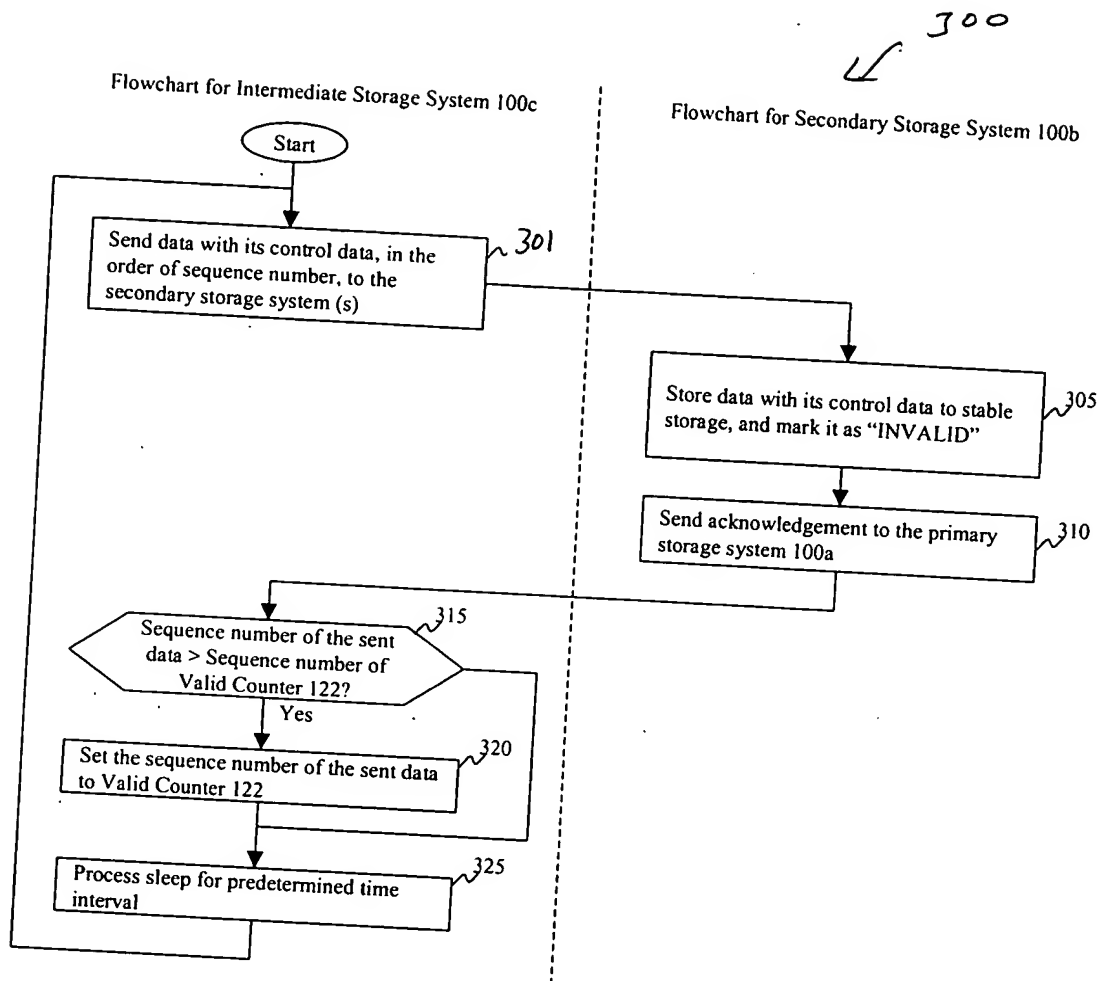 300
Flowchart for Intermediate Storage System 100c
Flowchart for Secondary Storage System 100b
Start
Send data with its control data, in the
order of sequence number, to the
secondary storage system (s)
301
Store data with its control data to stable
storage, and mark it as “INVALID”
305
Send acknowledgement to the primary
storage system 100a
310
315
Sequence number of the sent
data > Sequence number of
Valid Counter 122?
Yes
Set the sequence number of the sent data
to Valid Counter 122
320
Process sleep for predetermined time
interval
325